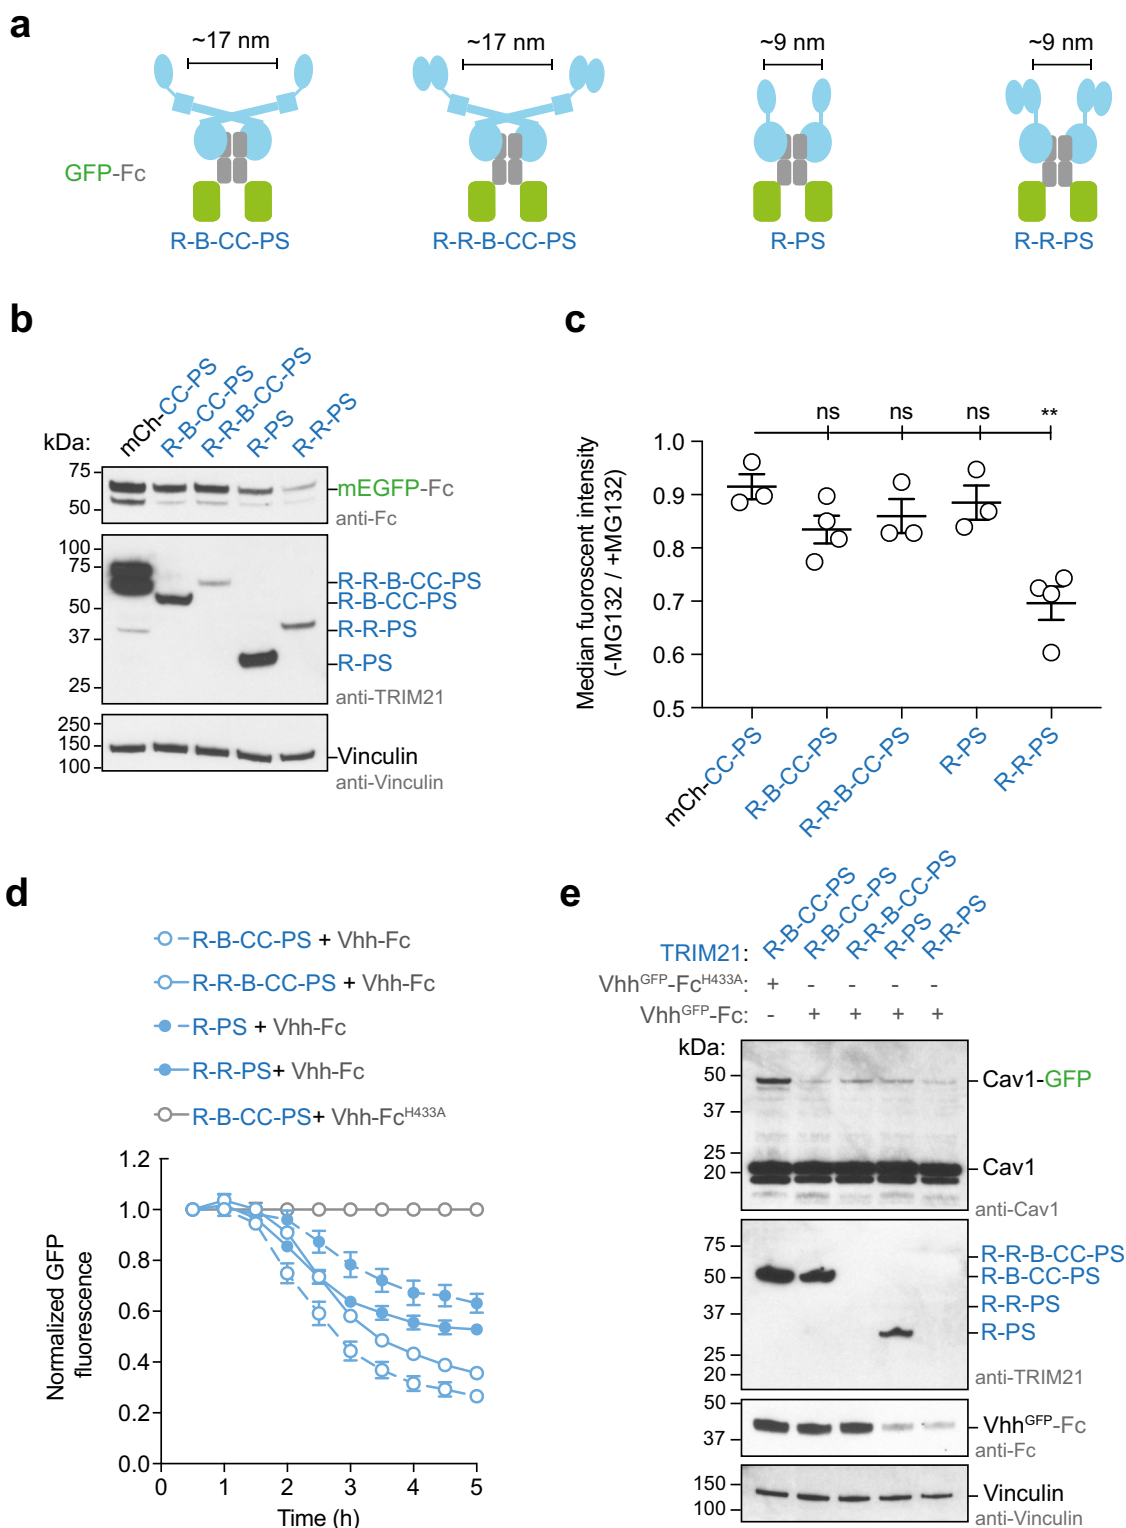 a
~17 nm ~17 nm ~9 nm ~9 nm
GFP-Fc
R-B-CC-PS R-R-B-CC-PS R-PS R-R-PS
b
mCh-CC-PS R-B-CC-PS R-R-B-CC-PS R-PS R-R-PS
kDa:
75
mEGFP-Fc
50
anti-Fc
100
75
R-R-B-CC-PS
50
R-B-CC-PS
37
R-R-PS
R-PS
25
anti-TRIM21
250
150
Vinculin
100
anti-Vinculin
c
ns ns ns **
Median fuoroscent intensity
(-MG132 / +MG132)
1.0
0.9
0.8
0.7
0.6
0.5
mCh-CC-PS R-B-CC-PS R-R-B-CC-PS R-PS R-R-PS
d
R-B-CC-PS + Vhh-Fc
R-R-B-CC-PS + Vhh-Fc
R-PS + Vhh-Fc
R-R-PS+ Vhh-Fc
R-B-CC-PS+ Vhh-FcH433A
Normalized GFP
fluorescence
1.2
1.0
0.8
0.6
0.4
0.2
0.0
0 1 2 3 4 5
Time (h)
e
R-B-CC-PS R-B-CC-PS R-R-B-CC-PS R-PS R-R-PS
TRIM21:
VhhGFP-FcH433A: + - - - -
VhhGFP-Fc: - + + + +
kDa:
50
Cav1-GFP
37
25
20
Cav1
anti-Cav1
75
R-R-B-CC-PS
50
R-B-CC-PS
37
R-R-PS
R-PS
25
20
anti-TRIM21
50
VhhGFP-Fc
37
anti-Fc
150
Vinculin
100
anti-Vinculin